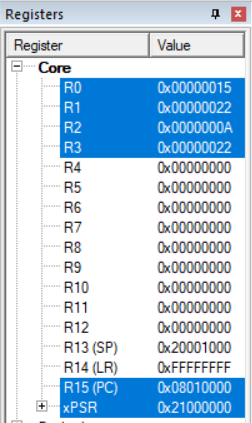 Registers
Register Value
Core
R0 0x00000015
R1 0x00000022
R2 0x0000000A
R3 0x00000022
R4 0x00000000
R5 0x00000000
R6 0x00000000
R7 0x00000000
R8 0x00000000
R9 0x00000000
R10 0x00000000
R11 0x00000000
R12 0x00000000
R13 (SP) 0x20001000
R14 (LR) 0xFFFFFFFF
R15 (PC) 0x08010000
xPSR 0x21000000